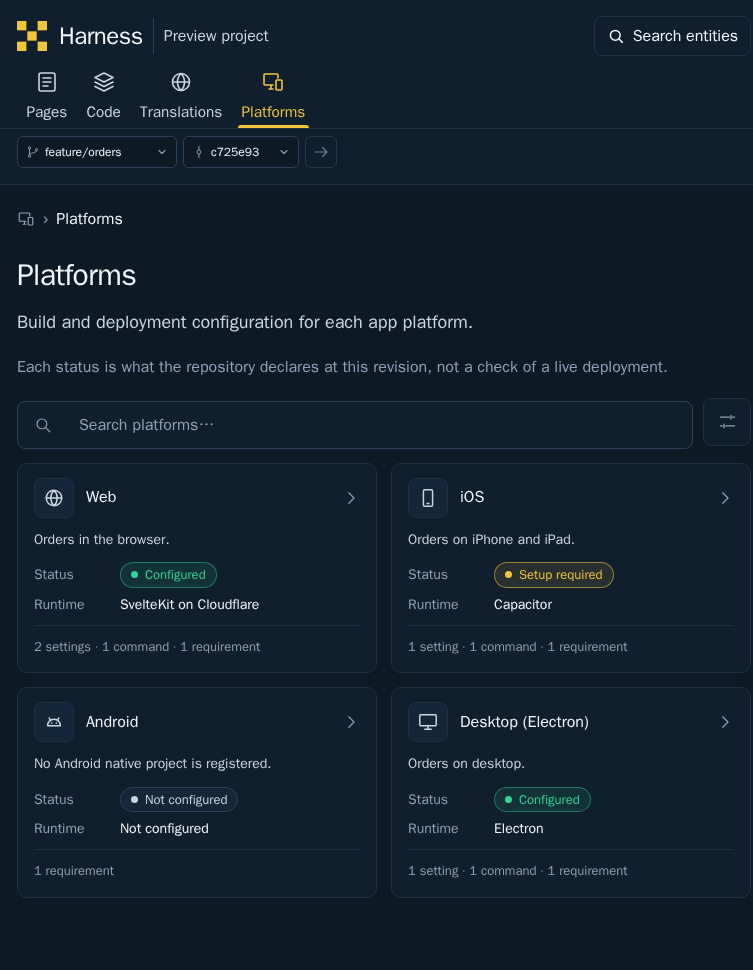 Harness
Preview project
Search entities
Pages
Code
Translations
Platforms
feature/orders
c725e93
Platforms
Platforms
Build and deployment configuration for each app platform.
Each status is what the repository declares at this revision, not a check of a live deployment.
Search platforms…
Web
Orders in the browser.
Status
Configured
Runtime
SvelteKit on Cloudflare
2 settings · 1 command · 1 requirement
iOS
Orders on iPhone and iPad.
Status
Setup required
Runtime
Capacitor
1 setting · 1 command · 1 requirement
Android
No Android native project is registered.
Status
Not configured
Runtime
Not configured
1 requirement
Desktop (Electron)
Orders on desktop.
Status
Configured
Runtime
Electron
1 setting · 1 command · 1 requirement